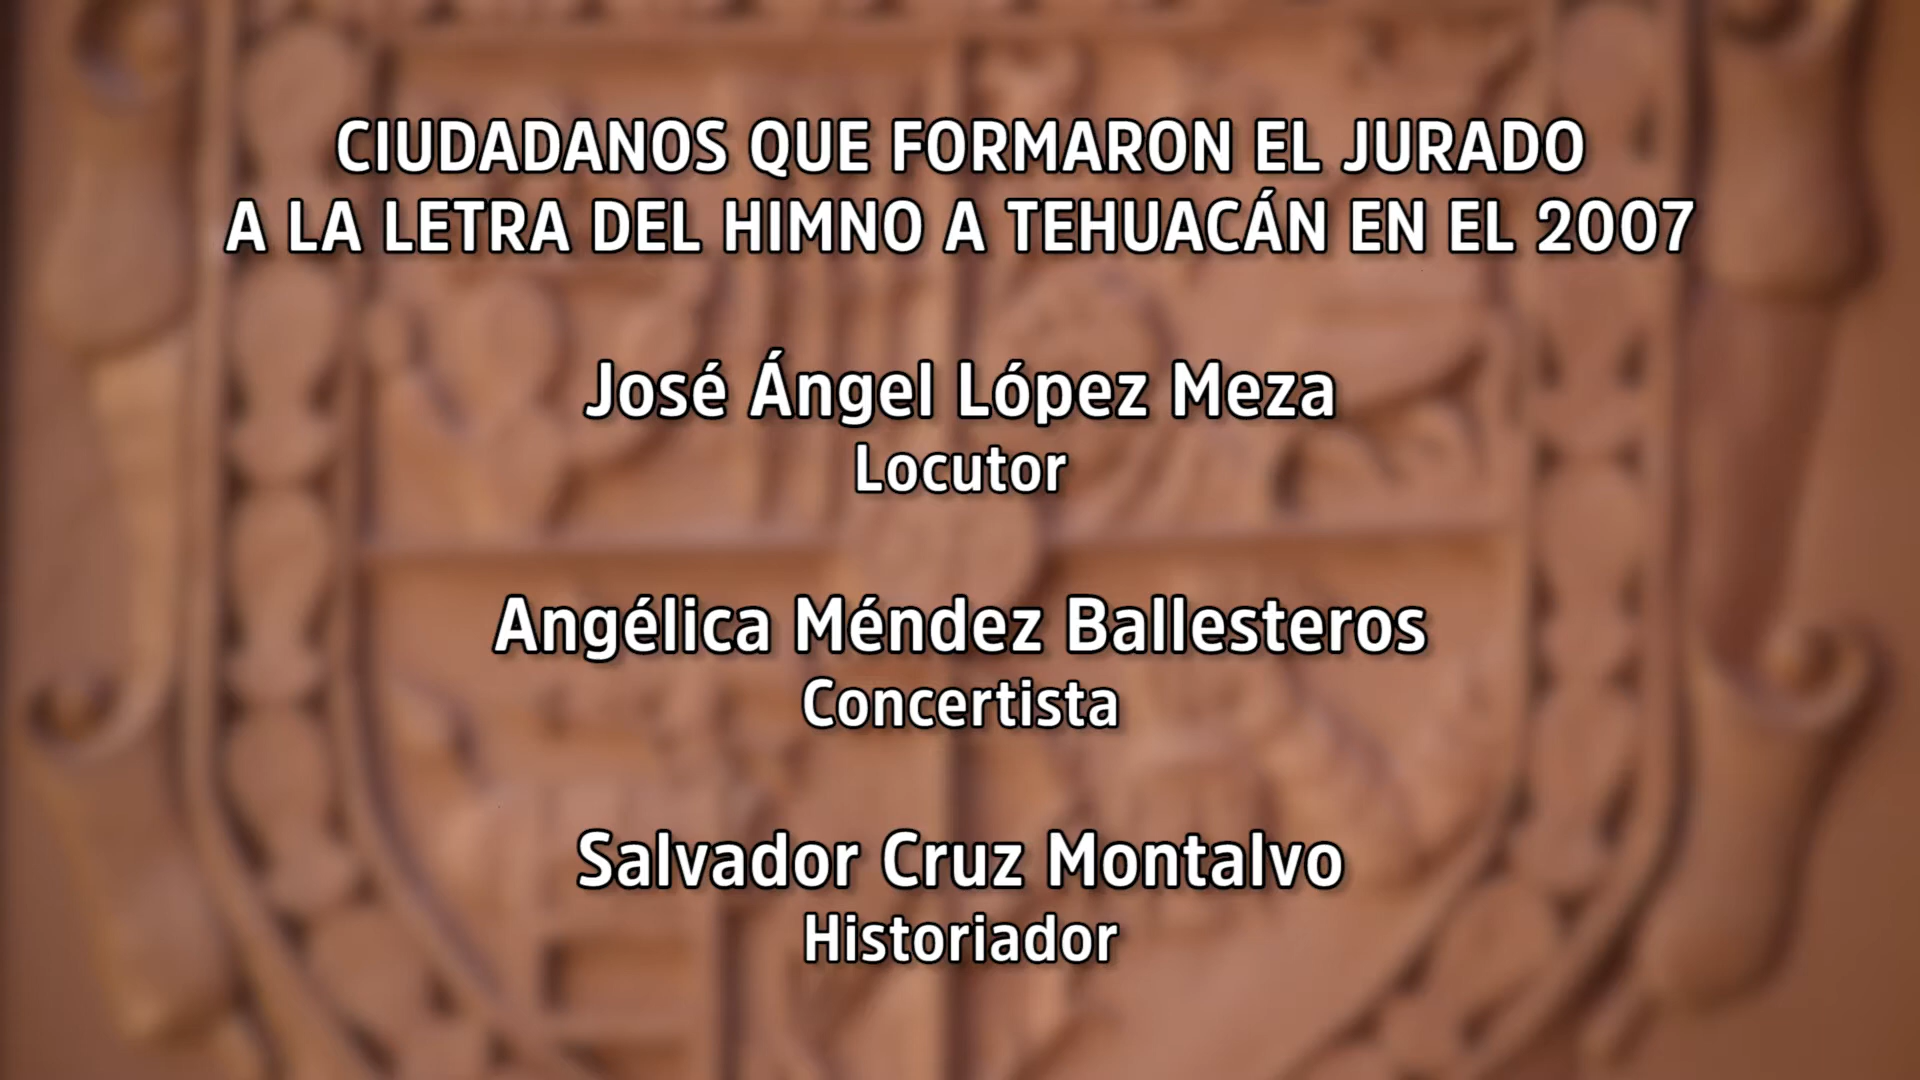 CIUDADANOS QUE FORMARON EL JURADO
A LA LETRA DEL HIMNO A TEHUACÁN EN EL 2007
José Ángel López Meza
Locutor
Angélica Méndez Ballesteros
Concertista
Salvador Cruz Montalvo
Historiador